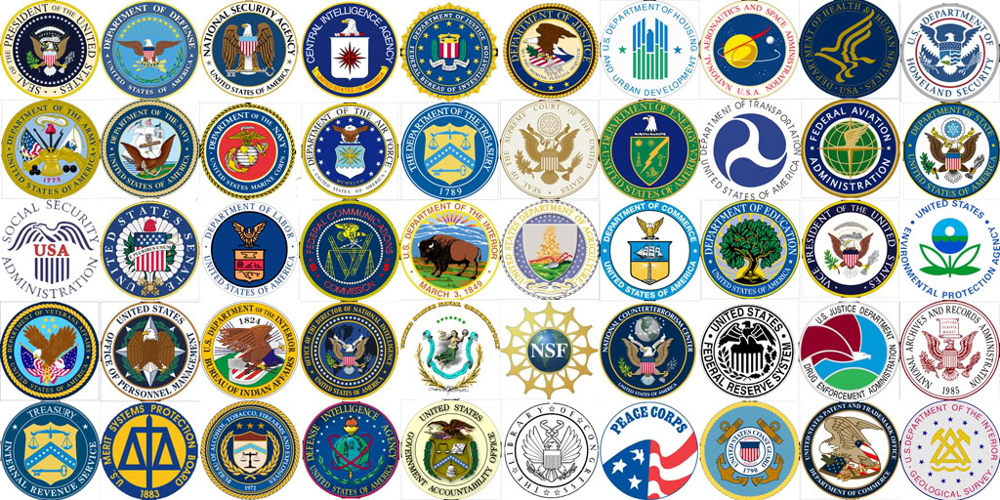 SEAL OF THE PRESIDENT OF THE UNITED STATES
DEPARTMENT OF DEFENSE
UNITED STATES OF AMERICA
NATIONAL SECURITY AGENCY
UNITED STATES OF AMERICA
CENTRAL INTELLIGENCE AGENCY
UNITED STATES OF AMERICA
DEPARTMENT OF JUSTICE
FEDERAL BUREAU OF INVESTIGATION
DEPARTMENT OF JUSTICE
U.S. DEPARTMENT OF HOUSING
AND URBAN DEVELOPMENT
NATIONAL AERONAUTICS AND SPACE ADMINISTRATION
U.S.A.
DEPARTMENT OF HEALTH & HUMAN SERVICES
USA
U.S. DEPARTMENT OF
HOMELAND SECURITY
DEPARTMENT OF THE ARMY
1775
UNITED STATES OF AMERICA
DEPARTMENT OF THE NAVY
UNITED STATES OF AMERICA
DEPARTMENT OF THE NAVY
UNITED STATES MARINE CORPS
DEPARTMENT OF THE AIR FORCE
MCMXLVII
UNITED STATES OF AMERICA
THE DEPARTMENT OF THE TREASURY
1789
SEAL OF THE SUPREME COURT OF THE UNITED STATES
DEPARTMENT OF ENERGY
UNITED STATES OF AMERICA
DEPARTMENT OF TRANSPORTATION
UNITED STATES OF AMERICA
FEDERAL AVIATION
ADMINISTRATION
DEPARTMENT OF STATE
UNITED STATES OF AMERICA
SOCIAL SECURITY
USA
ADMINISTRATION
UNITED STATES SENATE
E PLURIBUS UNUM
DEPARTMENT OF LABOR
UNITED STATES OF AMERICA
FEDERAL COMMUNICATIONS
COMMISSION
U.S. DEPARTMENT OF THE INTERIOR
MARCH 3, 1849
UNITED STATES OF AMERICA
DEPARTMENT OF COMMERCE
UNITED STATES OF AMERICA
DEPARTMENT OF EDUCATION
UNITED STATES OF AMERICA
VICE PRESIDENT OF THE UNITED STATES
UNITED STATES
ENVIRONMENTAL PROTECTION AGENCY
DEPARTMENT OF VETERANS AFFAIRS
UNITED STATES OF AMERICA
UNITED STATES
OFFICE OF PERSONNEL MANAGEMENT
U.S. DEPARTMENT OF THE INTERIOR
1824
BUREAU OF INDIAN AFFAIRS
OFFICE OF THE DIRECTOR OF NATIONAL INTELLIGENCE
UNITED STATES OF AMERICA
NSF
NATIONAL COUNTERTERRORISM CENTER
UNITED STATES OF AMERICA
UNITED STATES
FEDERAL RESERVE SYSTEM
U.S. JUSTICE DEPARTMENT
DRUG ENFORCEMENT ADMINISTRATION
NATIONAL ARCHIVES AND RECORDS ADMINISTRATION
LITTERA
SCRIPTA
MANET
1985
TREASURY
INTERNAL REVENUE SERVICE
U.S. MERIT SYSTEMS PROTECTION BOARD
1883
BUREAU OF ALCOHOL, TOBACCO, FIREARMS AND EXPLOSIVES
1972
DEFENSE INTELLIGENCE AGENCY
UNITED STATES OF AMERICA
UNITED STATES
GOVERNMENT ACCOUNTABILITY OFFICE
THE LIBRARY OF CONGRESS
PEACE CORPS
UNITED STATES COAST GUARD
1790
UNITED STATES PATENT AND TRADEMARK OFFICE
DEPARTMENT OF COMMERCE
U.S. DEPARTMENT OF THE INTERIOR
GEOLOGICAL SURVEY